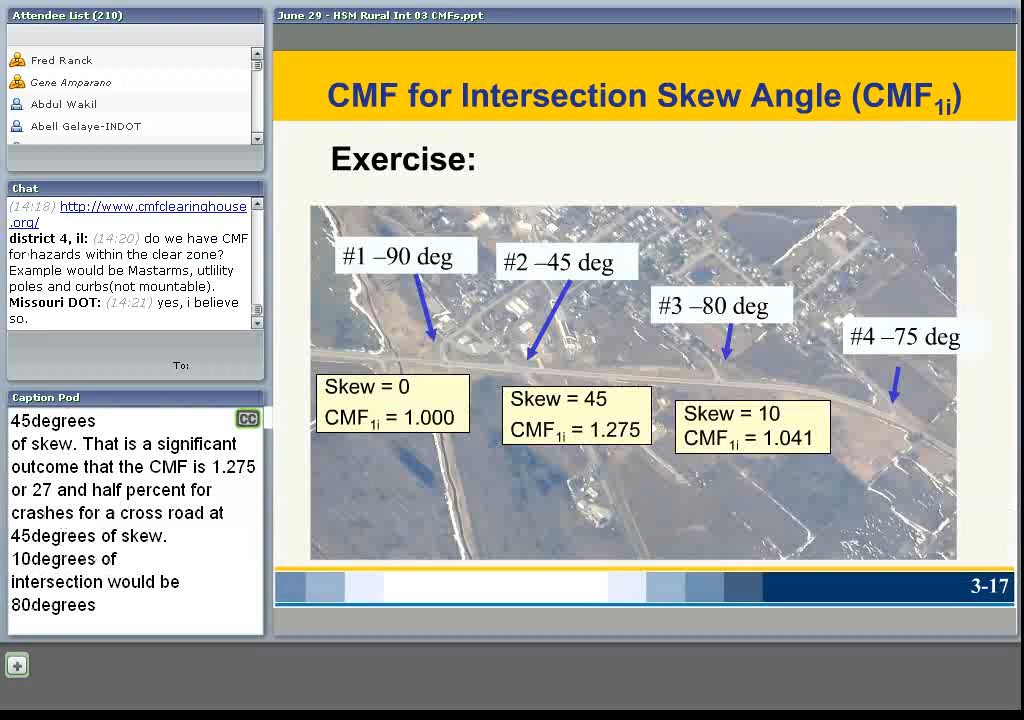 Attendee List (210)
Fred Ranck
Gene Amparano
Abdul Wakil
Abell Gelaye-INDOT
Chat
(14:18) http://www.cmfclearinghouse
.org/
district 4, il: (14:20) do we have CMF
for hazards within the clear zone?
Example would be Mastarms, utlility
poles and curbs(not mountable).
Missouri DOT: (14:21) yes, i believe
so.
To:
Caption Pod
CC
45degrees
of skew. That is a significant
outcome that the CMF is 1.275
or 27 and half percent for
crashes for a cross road at
45degrees of skew.
10degrees of
intersection would be
80degrees
June 29 - HSM Rural Int 03 CMFs.ppt
CMF for Intersection Skew Angle (CMF1i)
Exercise:
#1 –90 deg
#2 –45 deg
#3 –80 deg
#4 –75 deg
Skew = 0
CMF1i = 1.000
Skew = 45
CMF1i = 1.275
Skew = 10
CMF1i = 1.041
3-17